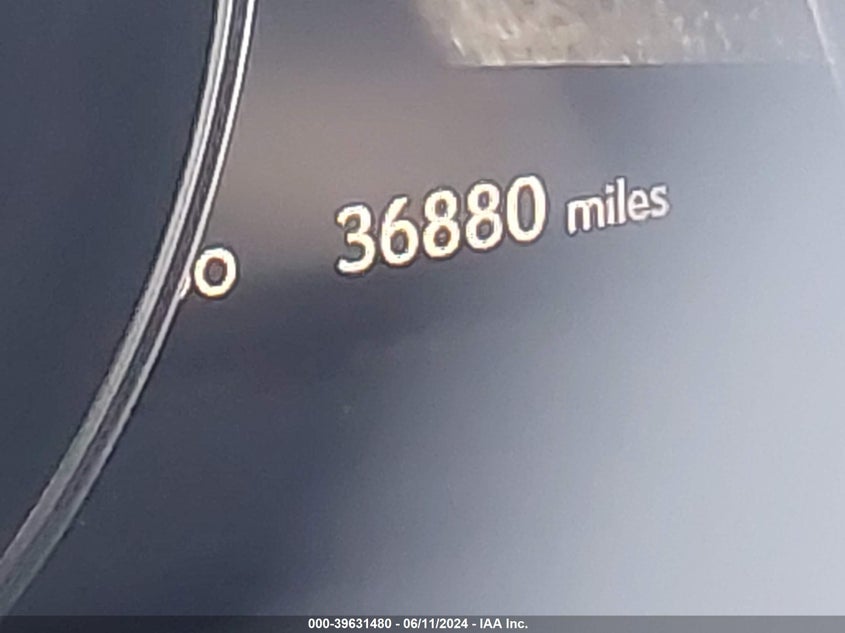 36880 miles
000-39631480 - 06/11/2024 - IAA Inc.